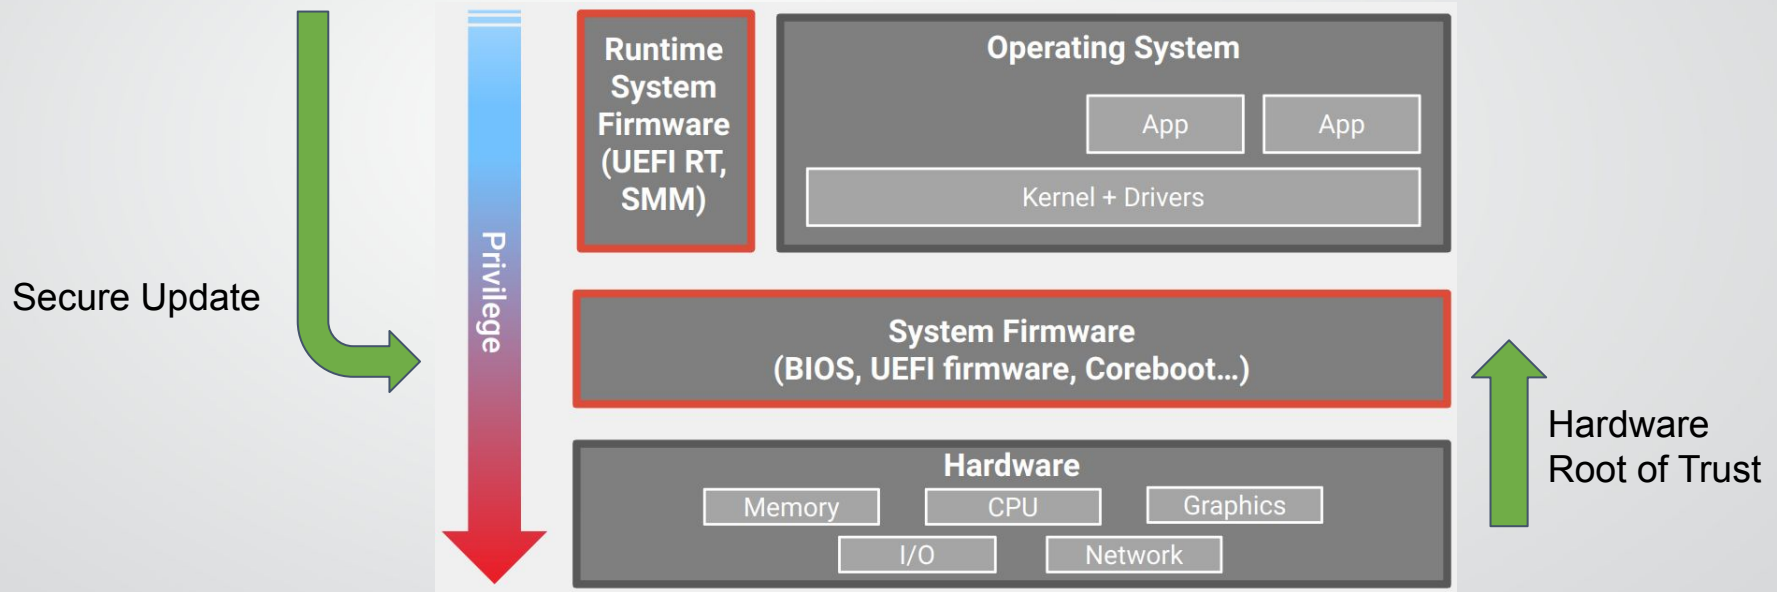 Secure Update
Privilege
Runtime
System
Firmware
(UEFI RT,
SMM)
Operating System
App
App
Kernel + Drivers
System Firmware
(BIOS, UEFI firmware, Coreboot...)
Hardware
Memory
CPU
Graphics
I/O
Network
Hardware
Root of Trust